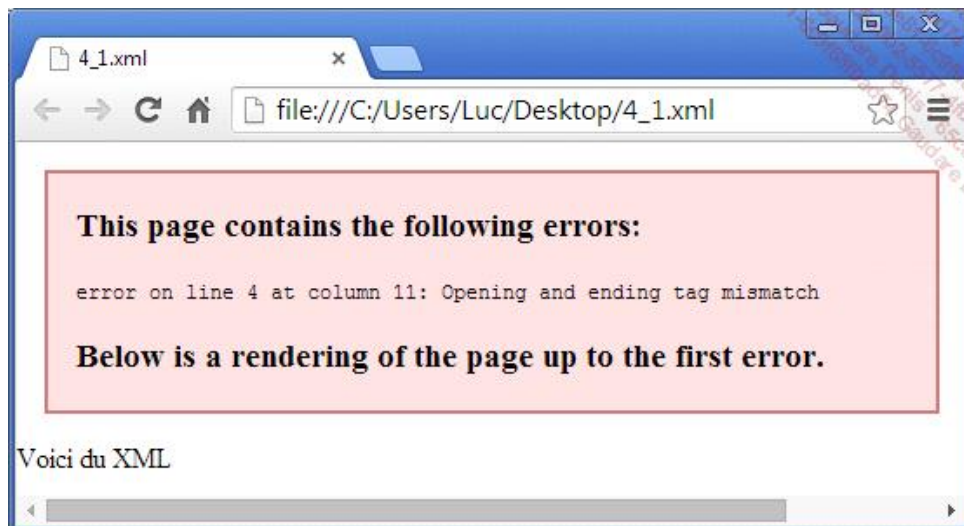 4_1.xml
file:///C:/Users/Luc/Desktop/4_1.xml
This page contains the following errors:
error on line 4 at column 11: Opening and ending tag mismatch
Below is a rendering of the page up to the first error.
Voici du XML